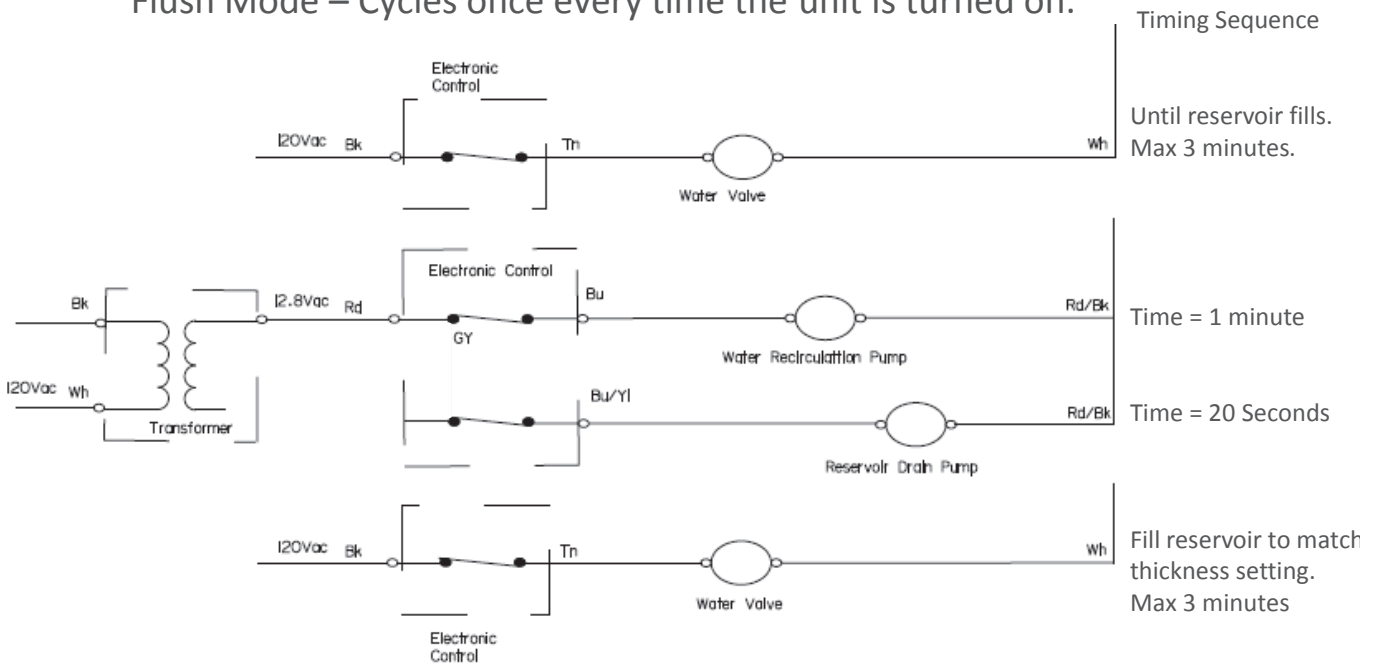 Flush Mode – Cycles once every time the unit is turned on.
Timing Sequence
Electronic
Control
120Vac Bk
Tn
Wh
Water Valve
Until reservoir fills.
Max 3 minutes.
Electronic Control
Bk
12.8Vac Rd
Bu
Rd/Bk
GY
Water Recirculattion Pump
Time = 1 minute
120Vac Wh
Transformer
Bu/Yl
Rd/Bk
Reservoir Drain Pump
Time = 20 Seconds
120Vac Bk
Tn
Wh
Water Valve
Electronic
Control
Fill reservoir to match
thickness setting.
Max 3 minutes